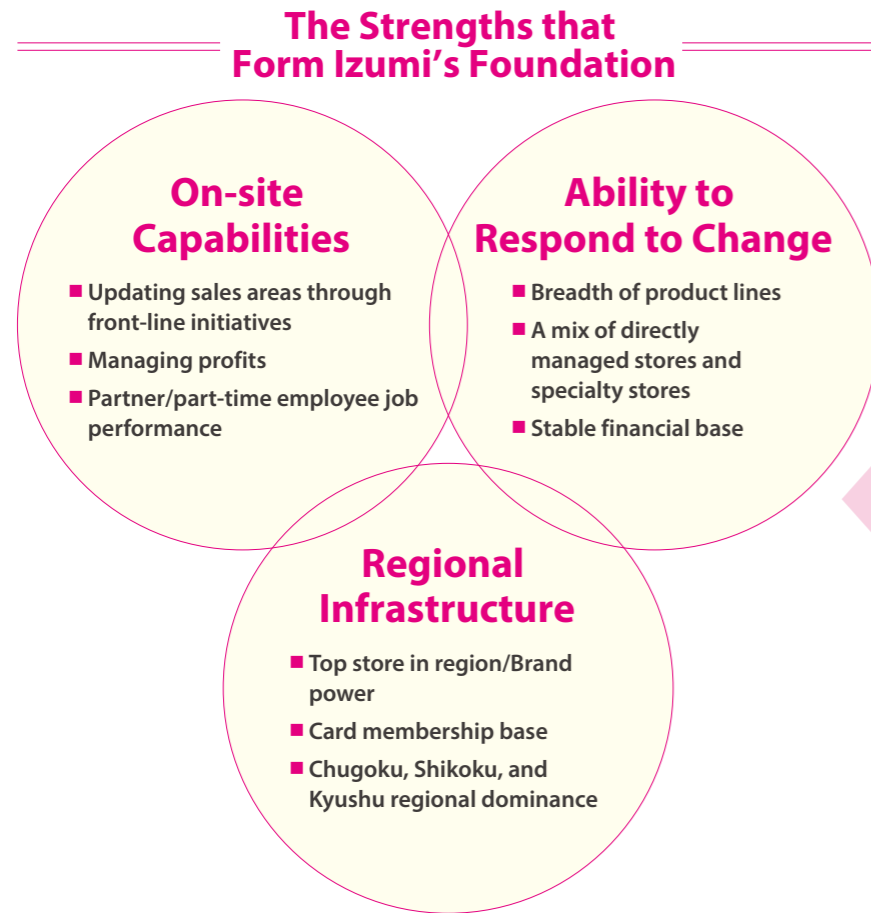 The Strengths that
Form Izumi's Foundation
On-site
Capabilities
■ Updating sales areas through
front-line initiatives
■ Managing profits
■ Partner/part-time employee job
performance
Ability to
Respond to Change
■ Breadth of product lines
■ A mix of directly
managed stores and
specialty stores
■ Stable financial base
Regional
Infrastructure
■ Top store in region/Brand
power
■ Card membership base
■ Chugoku, Shikoku, and
Kyushu regional dominance